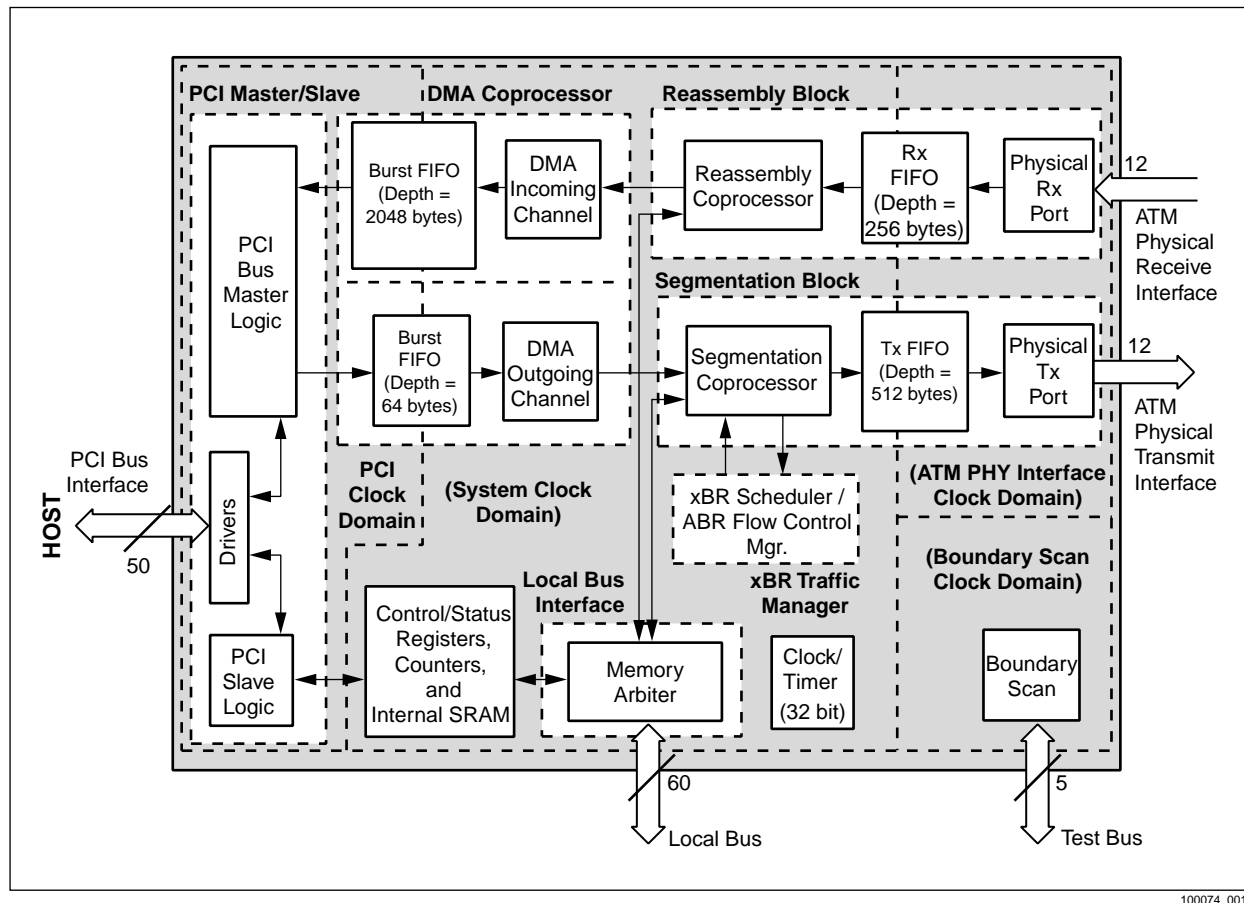 PCI Master/Slave
DMA Coprocessor
Reassembly Block
PCI
Bus
Master
Logic
Burst FIFO
(Depth =
2048 bytes)
DMA
Incoming
Channel
Reassembly
Coprocessor
Rx
FIFO
(Depth =
256 bytes)
Physical
Rx
Port
12
ATM
Physical
Receive
Interface
Segmentation Block
Burst
FIFO
(Depth =
64 bytes)
DMA
Outgoing
Channel
Segmentation
Coprocessor
Tx FIFO
(Depth =
512 bytes)
Physical
Tx
Port
12
ATM
Physical
Transmit
Interface
PCI Bus
Interface
HOST
50
Drivers
PCI
Clock
Domain
(System Clock
Domain)
xBR Scheduler /
ABR Flow Control
Mgr.
xBR Traffic
Manager
(ATM PHY Interface
Clock Domain)
(Boundary Scan
Clock Domain)
PCI
Slave
Logic
Control/Status
Registers,
Counters,
and
Internal SRAM
Local Bus
Interface
Memory
Arbiter
Clock/
Timer
(32 bit)
Boundary
Scan
60
Local Bus
5
Test Bus
100074_001